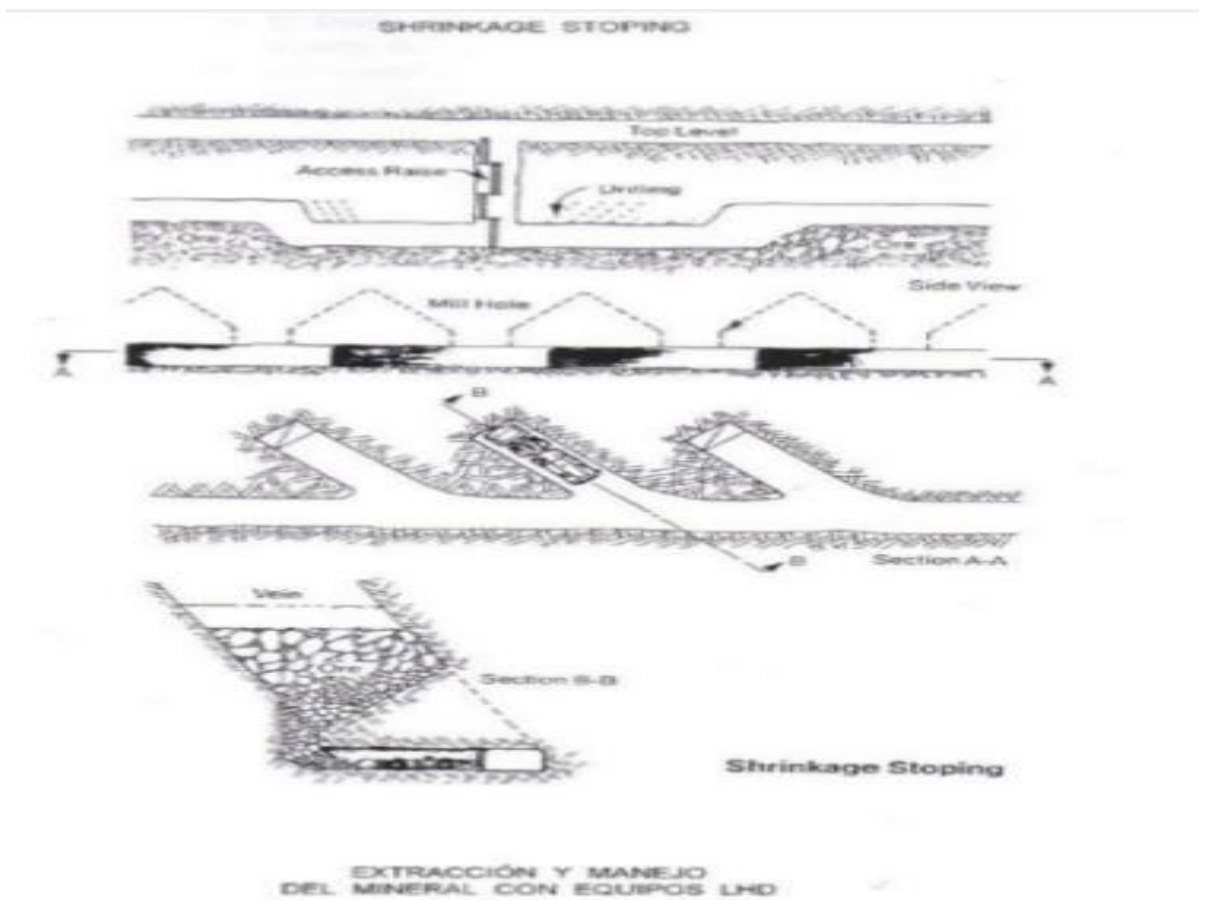 SHRINKAGE STOPING
Top Level
Access Raise
Drilling
Ore
Ore
Side View
Mill Hole
A
A
B
B
Section A-A
Vein
Ore
Section B-B
Shrinkage Stoping
EXTRACCIÓN Y MANEJO
DEL MINERAL CON EQUIPOS LHD